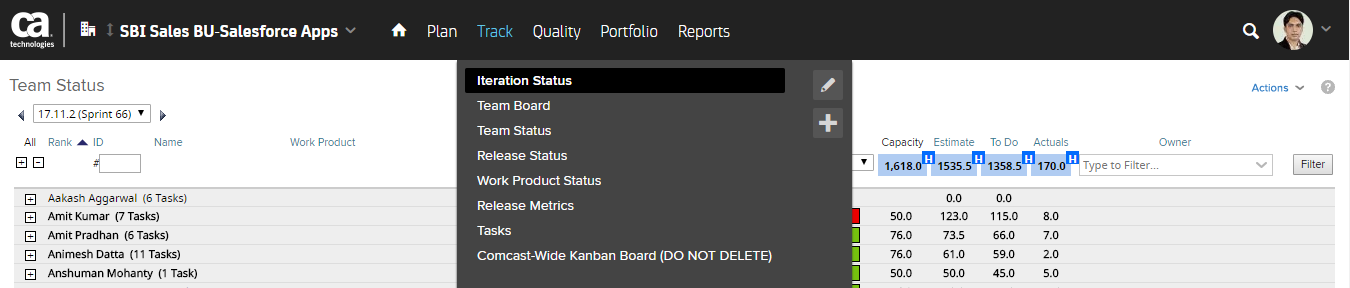 ca
technologies
SBI Sales BU-Salesforce Apps
Plan Track Quality Portfolio Reports
Team Status
Actions
17.11.2 (Sprint 66)
All Rank ID Name Work Product
#
Iteration Status
Team Board
Team Status
Release Status
Work Product Status
Release Metrics
Tasks
Comcast-Wide Kanban Board (DO NOT DELETE)
Capacity Estimate To Do Actuals Owner
1,618.0 H 1535.5 H 1358.5 H 170.0 H Type to Filter... Filter
Aakash Aggarwal (6 Tasks) 0.0 0.0
Amit Kumar (7 Tasks) 50.0 123.0 115.0 8.0
Amit Pradhan (6 Tasks) 76.0 73.5 66.0 7.0
Animesh Datta (11 Tasks) 76.0 61.0 59.0 2.0
Anshuman Mohanty (1 Task) 50.0 50.0 45.0 5.0